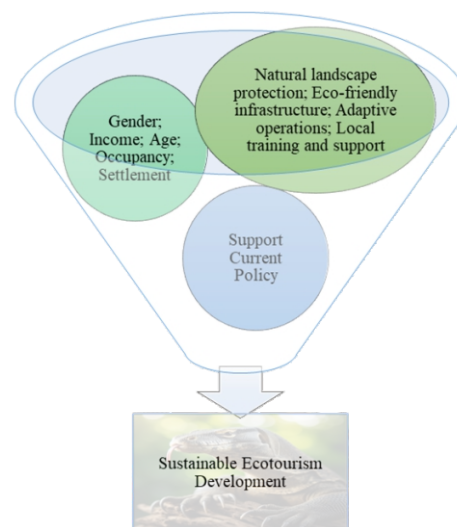 Gender;
Income; Age;
Occupancy;
Settlement
Natural landscape
protection; Eco-friendly
infrastructure; Adaptive
operations; Local
training and support
Support
Current
Policy
Sustainable Ecotourism
Development